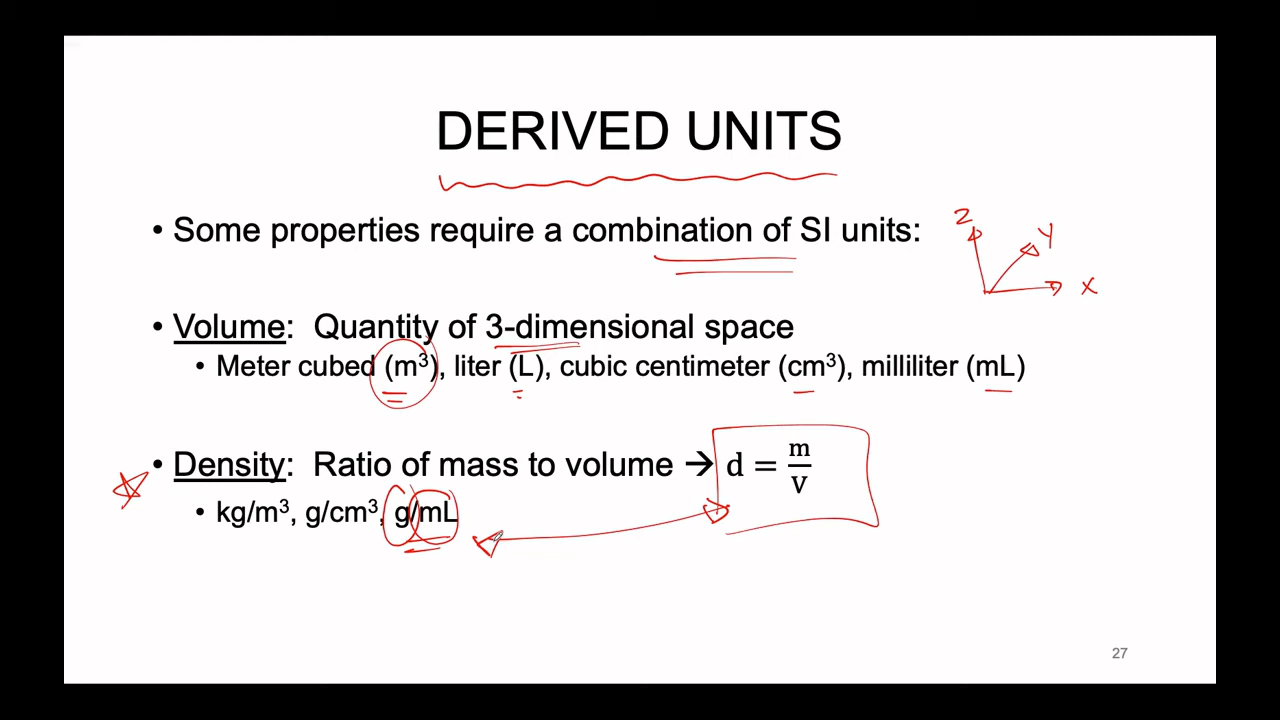 DERIVED UNITS
• Some properties require a combination of SI units:
z
y
x
• Volume: Quantity of 3-dimensional space
• Meter cubed (m³), liter (L), cubic centimeter (cm³), milliliter (mL)
• Density: Ratio of mass to volume → d = m/V
• kg/m³, g/cm³, g/mL
27